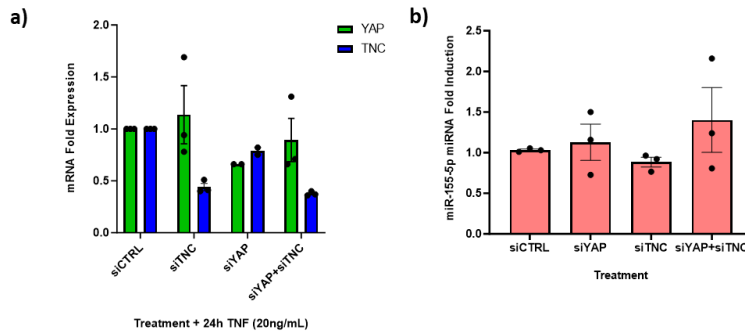 a)
YAP
TNC
mRNA Fold Expression
2.0
1.5
1.0
0.5
0.0
siCTRL
siTNC
siYAP
siYAP+siTNC
Treatment + 24h TNF (20ng/mL)
b)
miR-155-5p miRNA Fold Induction
2.5
2.0
1.5
1.0
0.5
0.0
siCTRL
siYAP
siTNC
siYAP+siTNC
Treatment